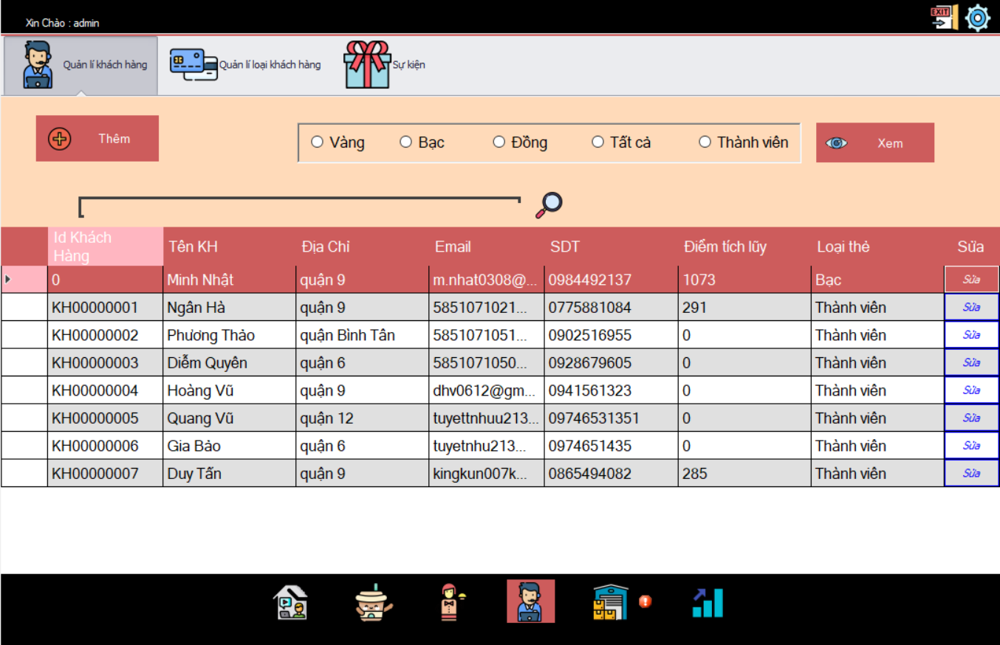 EXIT
Xin Chào : admin
Quản lí khách hàng
Quản lí loại khách hàng
Sự kiện
Thêm
Vàng Bạc Đồng Tất cả Thành viên
Xem
Id Khách
Hàng
Tên KH Địa Chỉ Email SDT Điểm tích lũy Loại thẻ Sửa
0 Minh Nhật quận 9 m.nhat0308@... 0984492137 1073 Bạc Sửa
KH00000001 Ngân Hà quận 9 5851071021... 0775881084 291 Thành viên Sửa
KH00000002 Phương Thảo quận Bình Tân 5851071051... 0902516955 0 Thành viên Sửa
KH00000003 Diễm Quyên quận 6 5851071050... 0928679605 0 Thành viên Sửa
KH00000004 Hoàng Vũ quận 9 dhv0612@gm... 0941561323 0 Thành viên Sửa
KH00000005 Quang Vũ quận 12 tuyettnhuu213... 09746531351 0 Thành viên Sửa
KH00000006 Gia Bảo quận 6 tuyetnhu213... 0974651435 0 Thành viên Sửa
KH00000007 Duy Tấn quận 9 kingkun007k... 0865494082 285 Thành viên Sửa